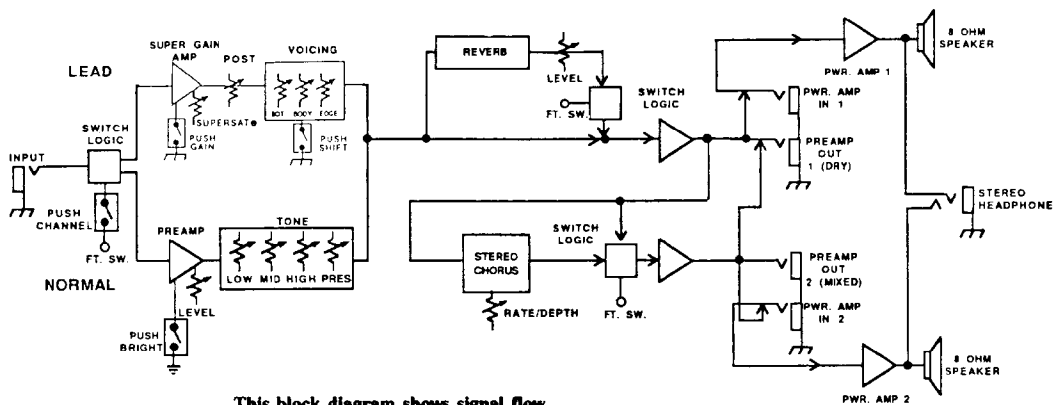 SUPER GAIN
AMP
POST
VOICING
LEAD
BOT BODY EDGE
SUPERSAT
PUSH
GAIN
PUSH
SHIFT
SWITCH
LOGIC
INPUT
PUSH
CHANNEL
FT. SW.
NORMAL
PREAMP
TONE
LOW MID HIGH PRES
LEVEL
PUSH
BRIGHT
REVERB
LEVEL
FT. SW.
SWITCH
LOGIC
STEREO
CHORUS
RATE/DEPTH
SWITCH
LOGIC
FT. SW.
PWR. AMP 1
8 OHM
SPEAKER
PWR. AMP
IN 1
PREAMP
OUT
1 (DRY)
STEREO
HEADPHONE
PREAMP
OUT
2 (MIXED)
PWR. AMP
IN 2
8 OHM
SPEAKER
PWR. AMP 2
This block diagram shows signal flow